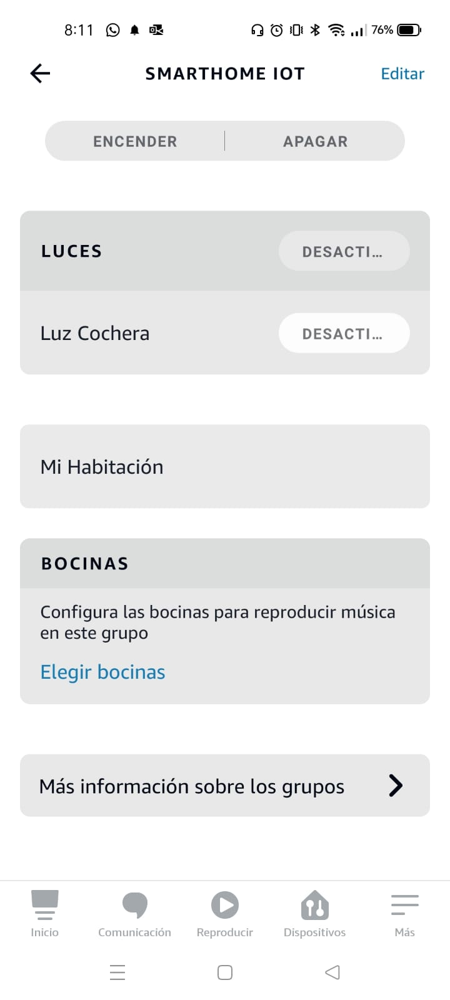 8:11
76%
SMARTHOME IOT
Editar
ENCENDER
APAGAR
LUCES
DESACTI...
Luz Cochera
DESACTI...
Mi Habitación
BOCINAS
Configura las bocinas para reproducir música
en este grupo
Elegir bocinas
Más información sobre los grupos
Inicio
Comunicación
Reproducir
Dispositivos
Más